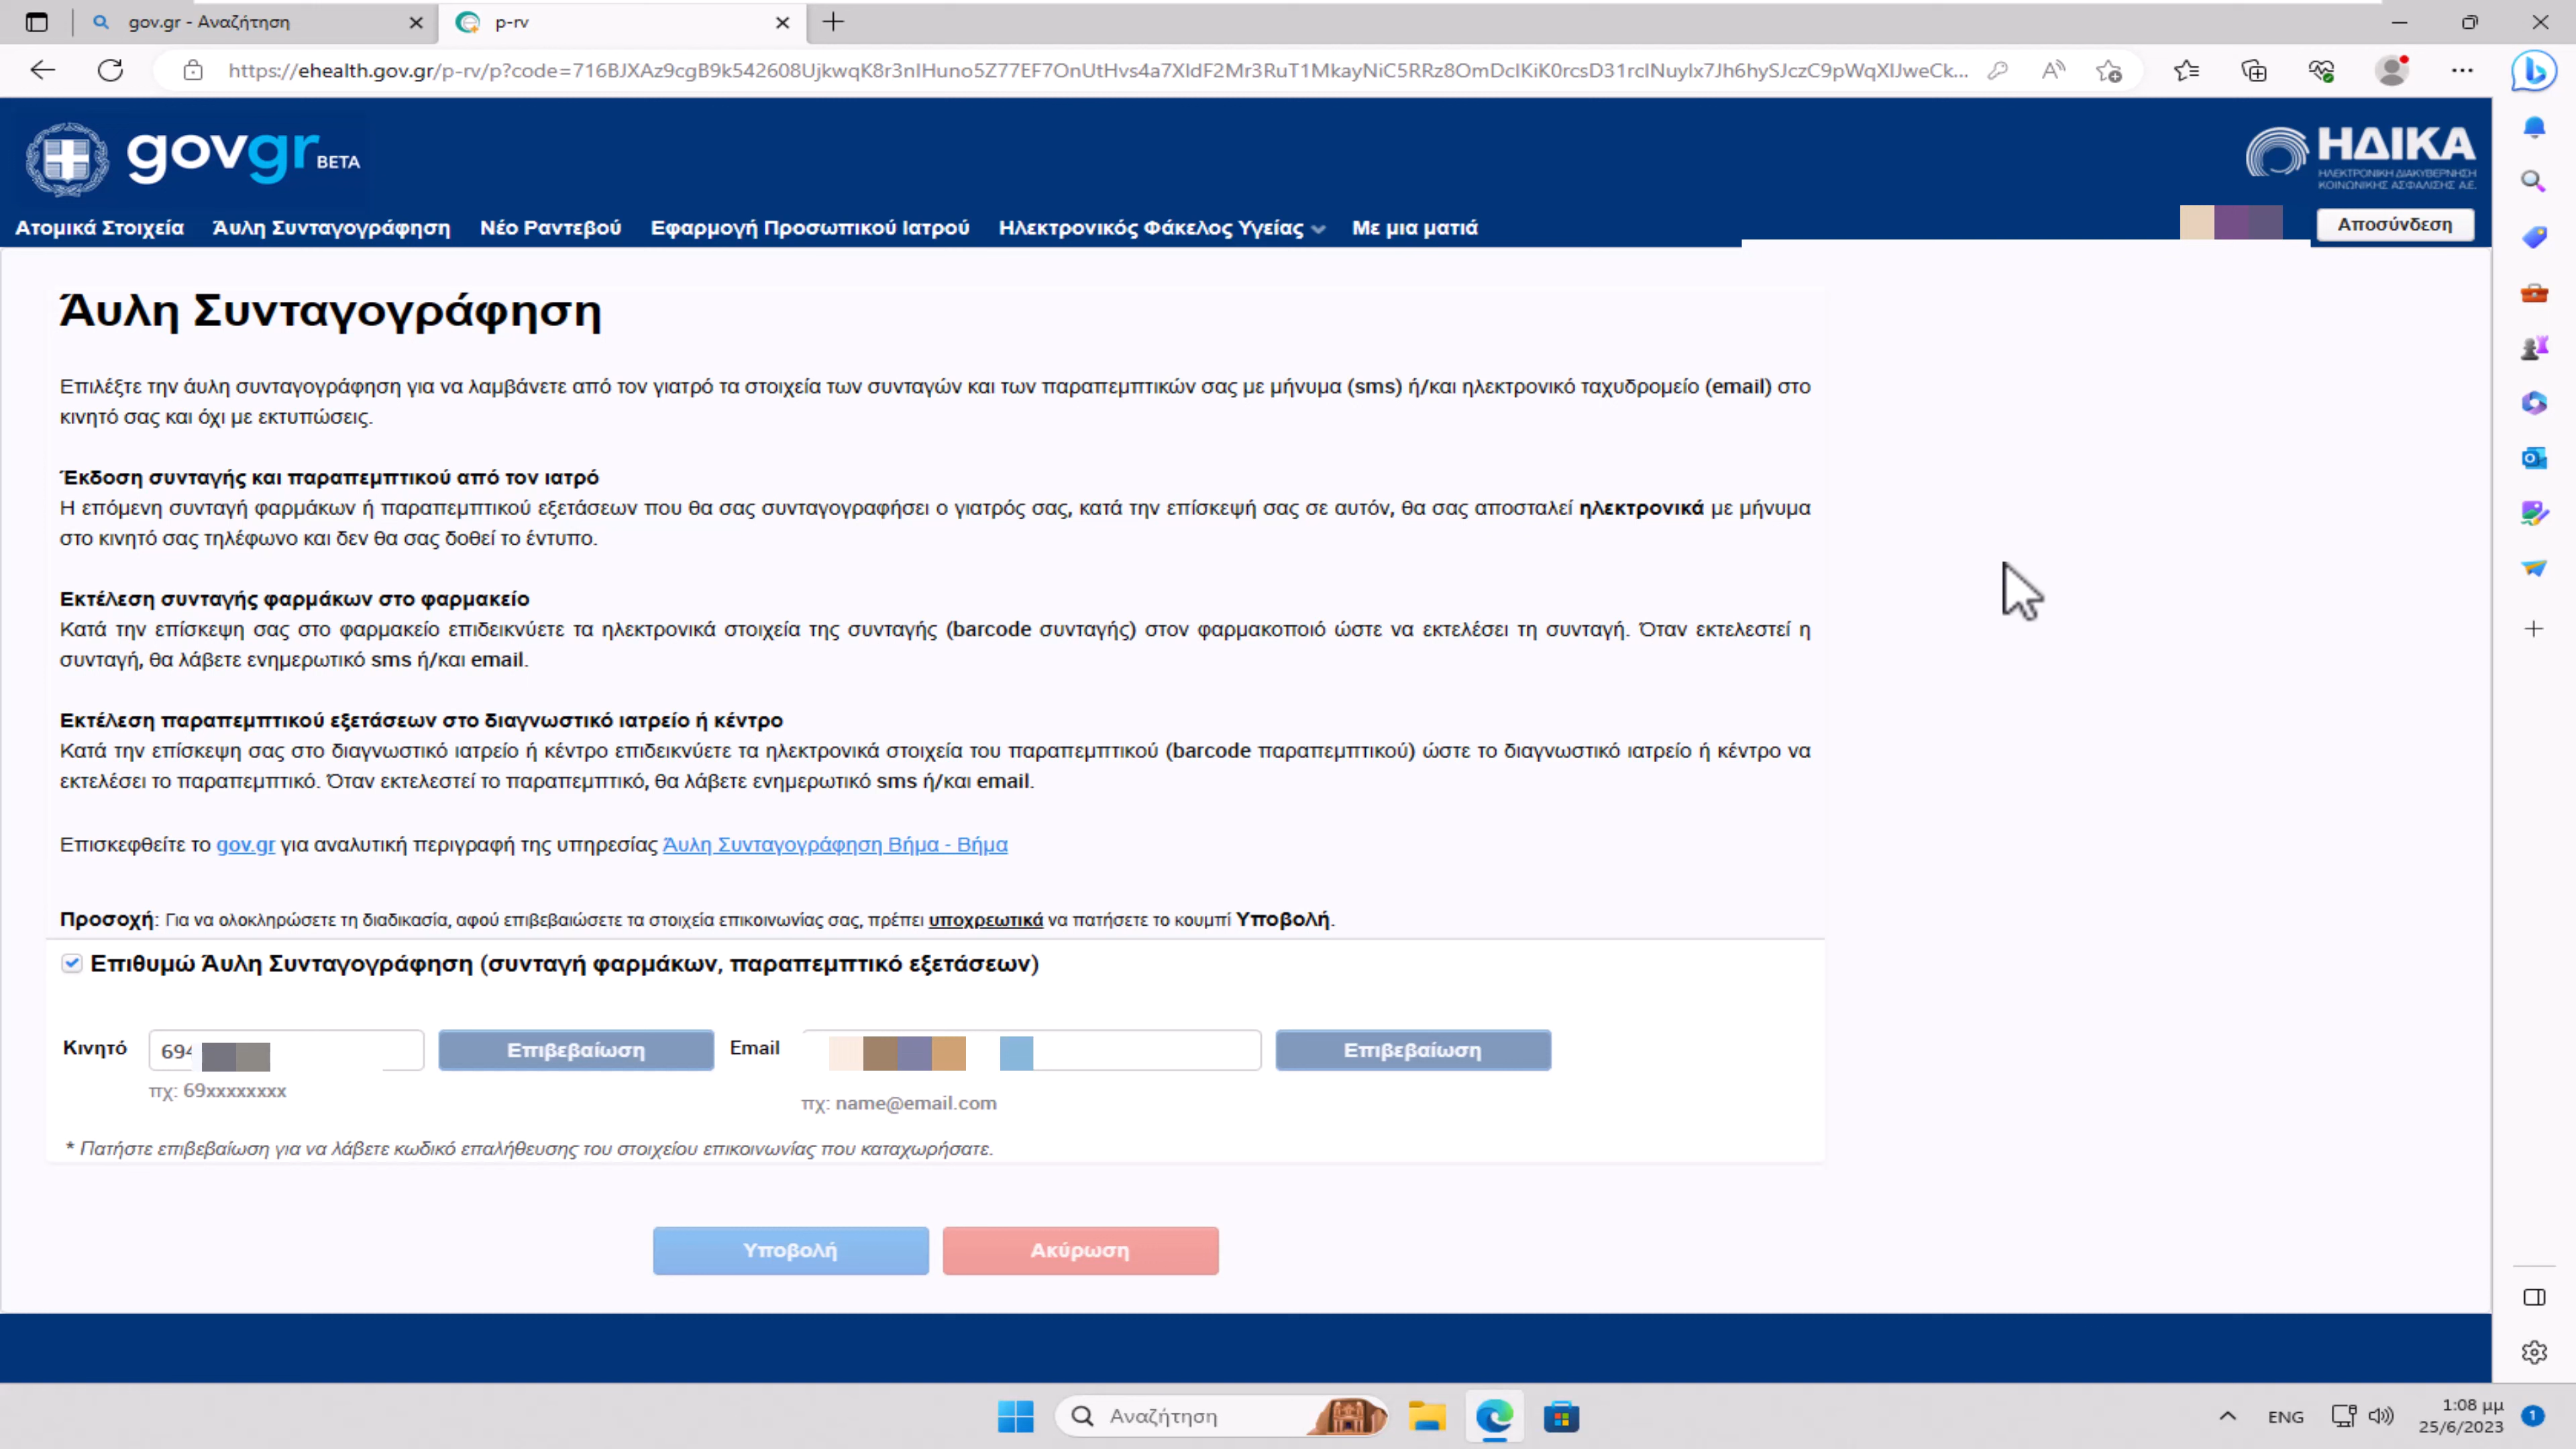 gov.gr - Αναζήτηση
p-rv
https://ehealth.gov.gr/p-rv/p?code=716BJXAz9cgB9k542608UjkwqK8r3nIHuno5Z77EF7OnUtHvs4a7XldF2Mr3RuT1MkayNiC5RRz8OmDclKiK0rcsD31rclNuylx7Jh6hySJczC9pWqXlJweCk...
govgr BETA
ΗΔΙΚΑ
ΗΛΕΚΤΡΟΝΙΚΗ ΔΙΑΚΥΒΕΡΝΗΣΗ
ΚΟΙΝΩΝΙΚΗΣ ΑΣΦΑΛΙΣΗΣ Α.Ε.
Ατομικά Στοιχεία Άυλη Συνταγογράφηση Νέο Ραντεβού Εφαρμογή Προσωπικού Ιατρού Ηλεκτρονικός Φάκελος Υγείας Με μια ματιά
Αποσύνδεση
Άυλη Συνταγογράφηση
Επιλέξτε την άυλη συνταγογράφηση για να λαμβάνετε από τον γιατρό τα στοιχεία των συνταγών και των παραπεμπτικών σας με μήνυμα (sms) ή/και ηλεκτρονικό ταχυδρομείο (email) στο
κινητό σας και όχι με εκτυπώσεις.
Έκδοση συνταγής και παραπεμπτικού από τον ιατρό
Η επόμενη συνταγή φαρμάκων ή παραπεμπτικού εξετάσεων που θα σας συνταγογραφήσει ο γιατρός σας, κατά την επίσκεψή σας σε αυτόν, θα σας αποσταλεί ηλεκτρονικά με μήνυμα
στο κινητό σας τηλέφωνο και δεν θα σας δοθεί το έντυπο.
Εκτέλεση συνταγής φαρμάκων στο φαρμακείο
Κατά την επίσκεψη σας στο φαρμακείο επιδεικνύετε τα ηλεκτρονικά στοιχεία της συνταγής (barcode συνταγής) στον φαρμακοποιό ώστε να εκτελέσει τη συνταγή. Όταν εκτελεστεί η
συνταγή, θα λάβετε ενημερωτικό sms ή/και email.
Εκτέλεση παραπεμπτικού εξετάσεων στο διαγνωστικό ιατρείο ή κέντρο
Κατά την επίσκεψη σας στο διαγνωστικό ιατρείο ή κέντρο επιδεικνύετε τα ηλεκτρονικά στοιχεία του παραπεμπτικού (barcode παραπεμπτικού) ώστε το διαγνωστικό ιατρείο ή κέντρο να
εκτελέσει το παραπεμπτικό. Όταν εκτελεστεί το παραπεμπτικό, θα λάβετε ενημερωτικό sms ή/και email.
Επισκεφθείτε το gov.gr για αναλυτική περιγραφή της υπηρεσίας Άυλη Συνταγογράφηση Βήμα - Βήμα
Προσοχή: Για να ολοκληρώσετε τη διαδικασία, αφού επιβεβαιώσετε τα στοιχεία επικοινωνίας σας, πρέπει υποχρεωτικά να πατήσετε το κουμπί Υποβολή.
Επιθυμώ Άυλη Συνταγογράφηση (συνταγή φαρμάκων, παραπεμπτικό εξετάσεων)
Κινητό 694 Επιβεβαίωση Email Επιβεβαίωση
πχ: 69xxxxxxxx
πχ: name@email.com
* Πατήστε επιβεβαίωση για να λάβετε κωδικό επαλήθευσης του στοιχείου επικοινωνίας που καταχωρήσατε.
Υποβολή Ακύρωση
Αναζήτηση
ENG
1:08 μμ
25/6/2023
1